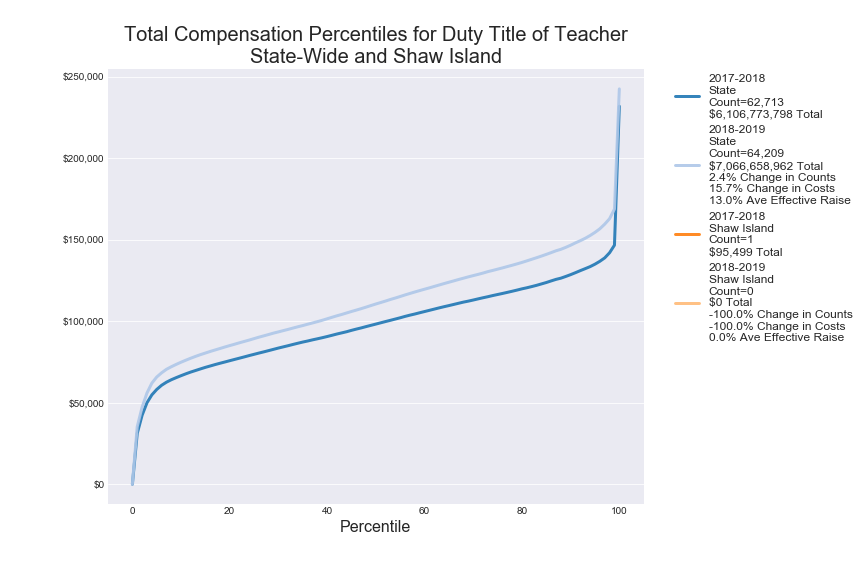 Total Compensation Percentiles for Duty Title of Teacher
State-Wide and Shaw Island
$250,000
$200,000
$150,000
$100,000
$50,000
$0
0
20
40
60
80
100
Percentile
2017-2018
State
Count=62,713
$6,106,773,798 Total
2018-2019
State
Count=64,209
$7,066,658,962 Total
2.4% Change in Counts
15.7% Change in Costs
13.0% Ave Effective Raise
2017-2018
Shaw Island
Count=1
$95,499 Total
2018-2019
Shaw Island
Count=0
$0 Total
-100.0% Change in Counts
-100.0% Change in Costs
0.0% Ave Effective Raise